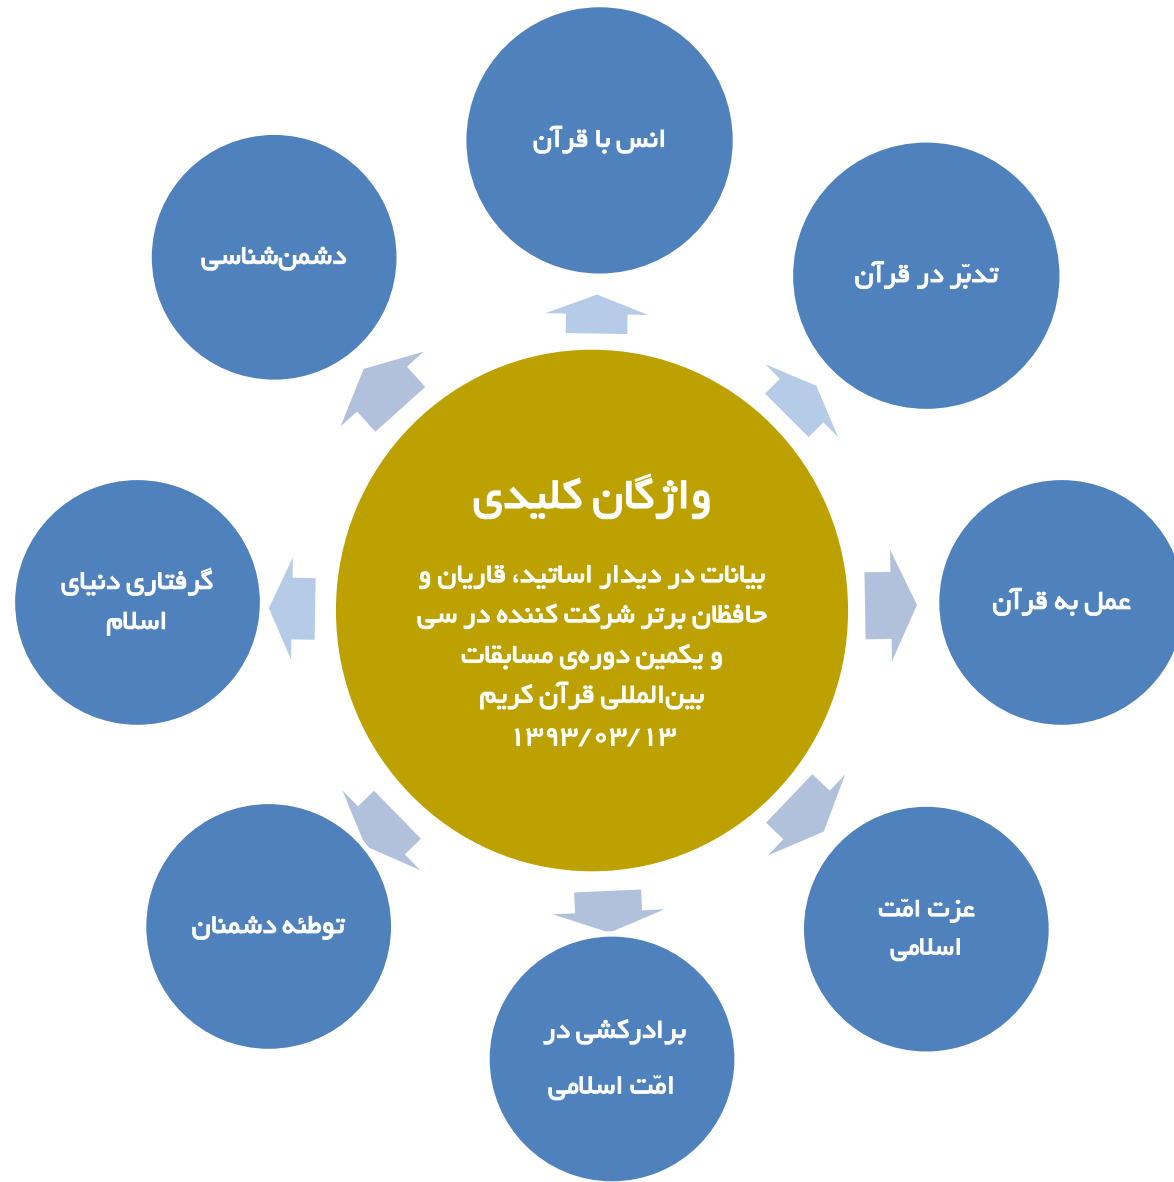 انس با قرآن
تدبّر در قرآن
دشمن‌شناسی
واژگان کلیدی
بیانات در دیدار اساتید، قاریان و
حافظان برتر شرکت کننده در سی
و یکمین دوره‌ی مسابقات
بین‌المللی قرآن کریم
۱۳۹۳/۰۳/۱۳
عمل به قرآن
گرفتاری دنیای
اسلام
عزت امّت
اسلامی
توطئه دشمنان
برادرکشی در
امّت اسلامی